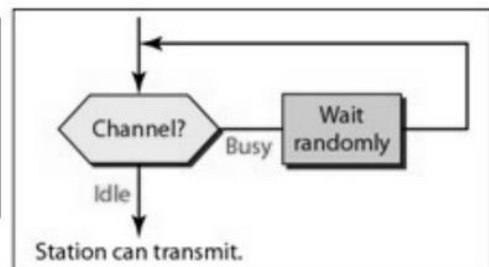 Channel?
Busy
Wait
randomly
Idle
Station can transmit.